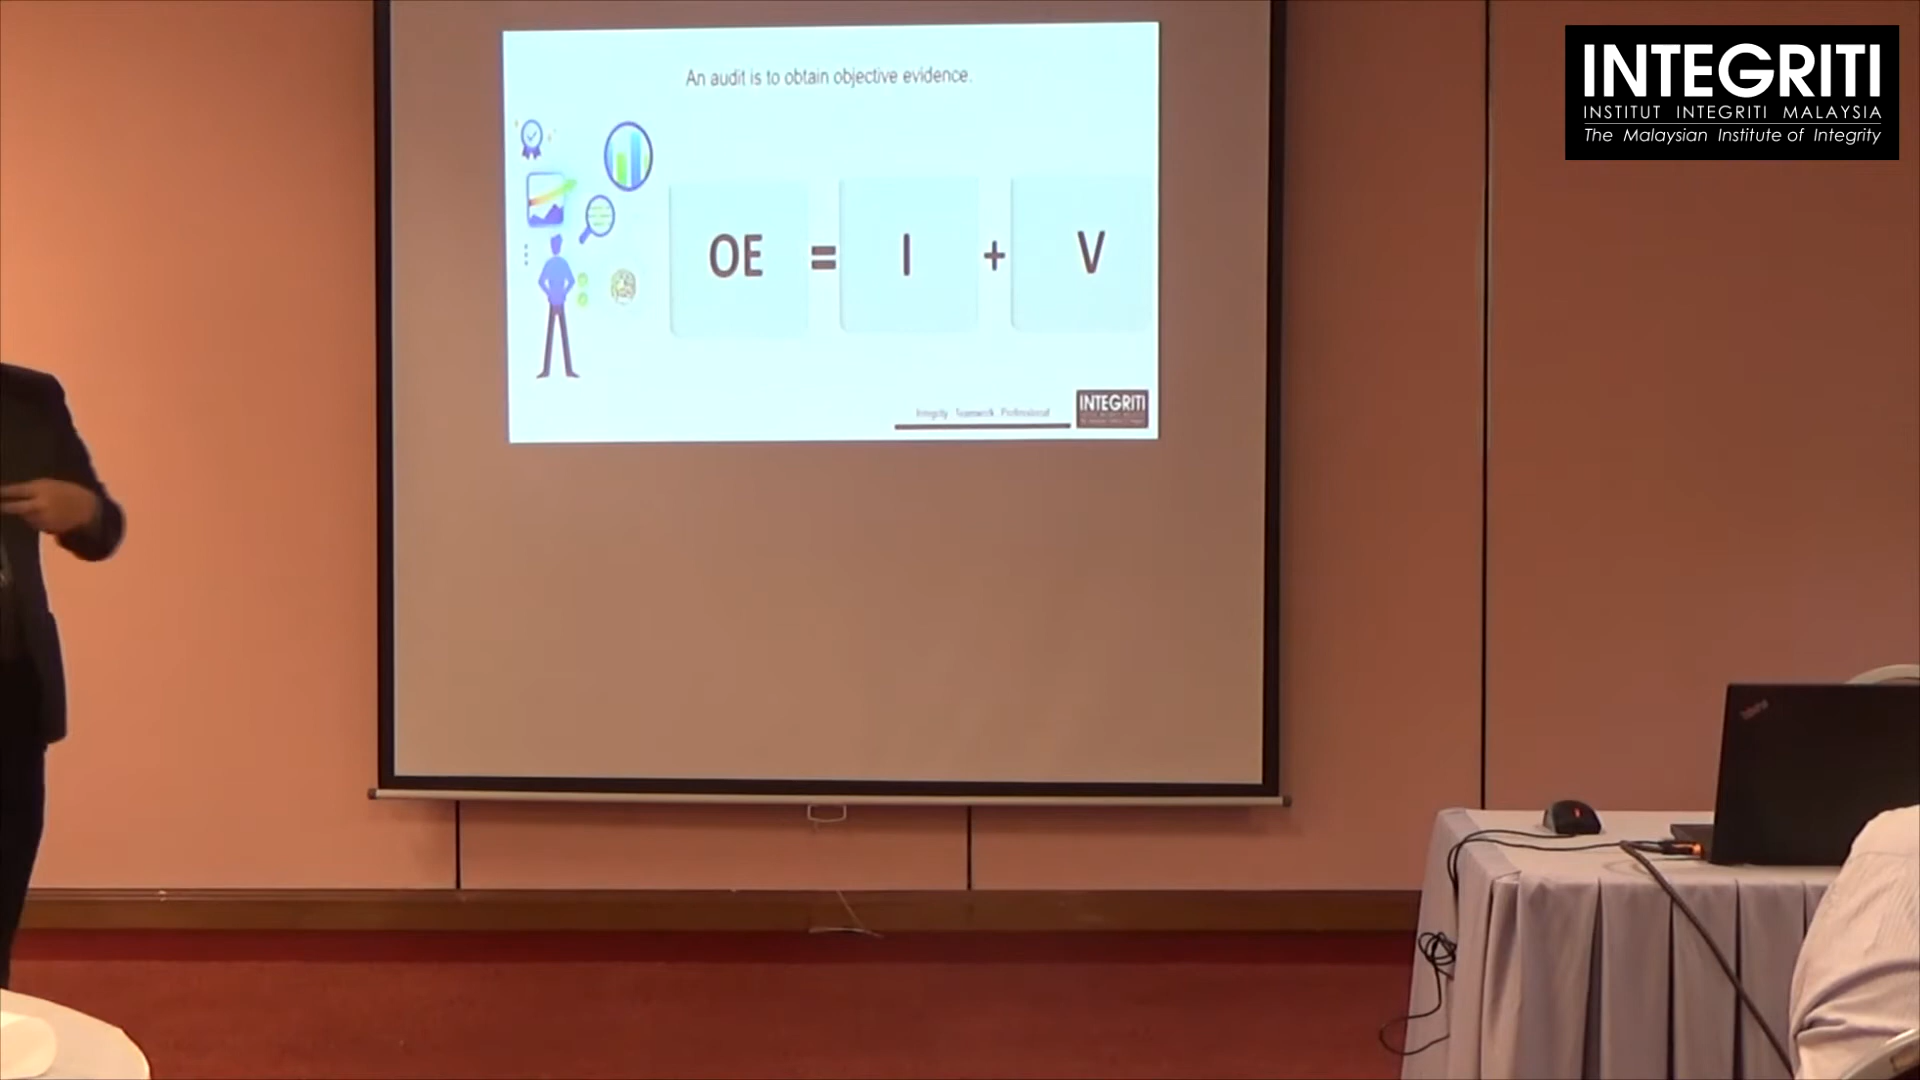 An audit is to obtain objective evidence.
OE = I + V
Integrity Teamwork Professional
INTEGRITI
INTEGRITI
INSTITUT INTEGRITI MALAYSIA
The Malaysian Institute of Integrity